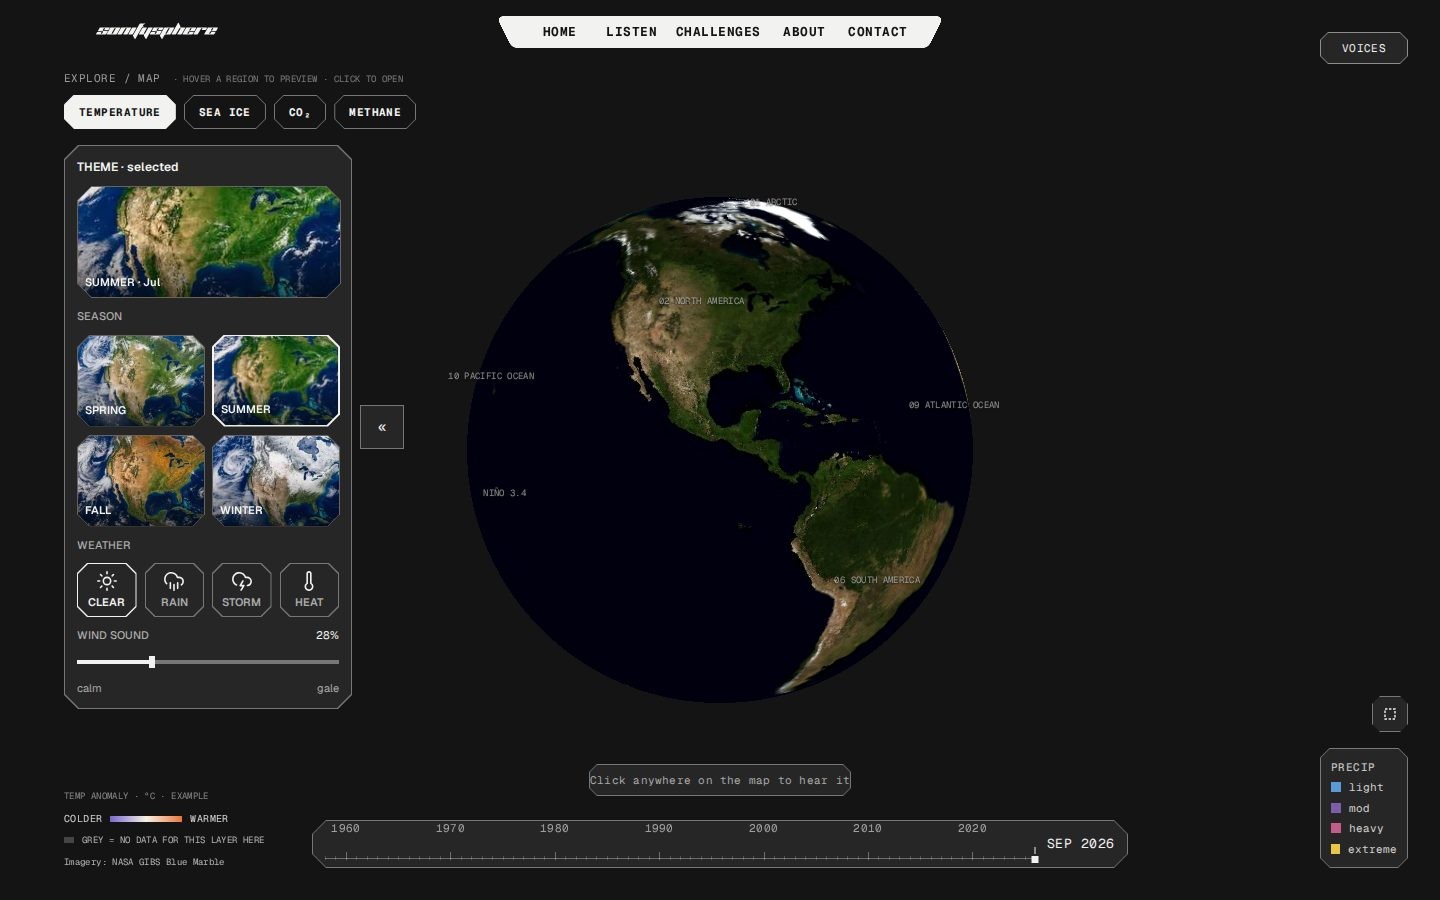 sonifysphere
HOME LISTEN CHALLENGES ABOUT CONTACT
VOICES
EXPLORE / MAP · HOVER A REGION TO PREVIEW · CLICK TO OPEN
TEMPERATURE SEA ICE CO₂ METHANE
THEME · selected
SUMMER · Jul
SEASON
SPRING SUMMER
FALL WINTER
WEATHER
CLEAR RAIN STORM HEAT
WIND SOUND 28%
calm gale
«
ARCTIC
02 NORTH AMERICA
10 PACIFIC OCEAN
09 ATLANTIC OCEAN
NIÑO 3.4
06 SOUTH AMERICA
Click anywhere on the map to hear it
TEMP ANOMALY · °C · EXAMPLE
COLDER WARMER
GREY = NO DATA FOR THIS LAYER HERE
Imagery: NASA GIBS Blue Marble
1960 1970 1980 1990 2000 2010 2020
SEP 2026
PRECIP
light
mod
heavy
extreme